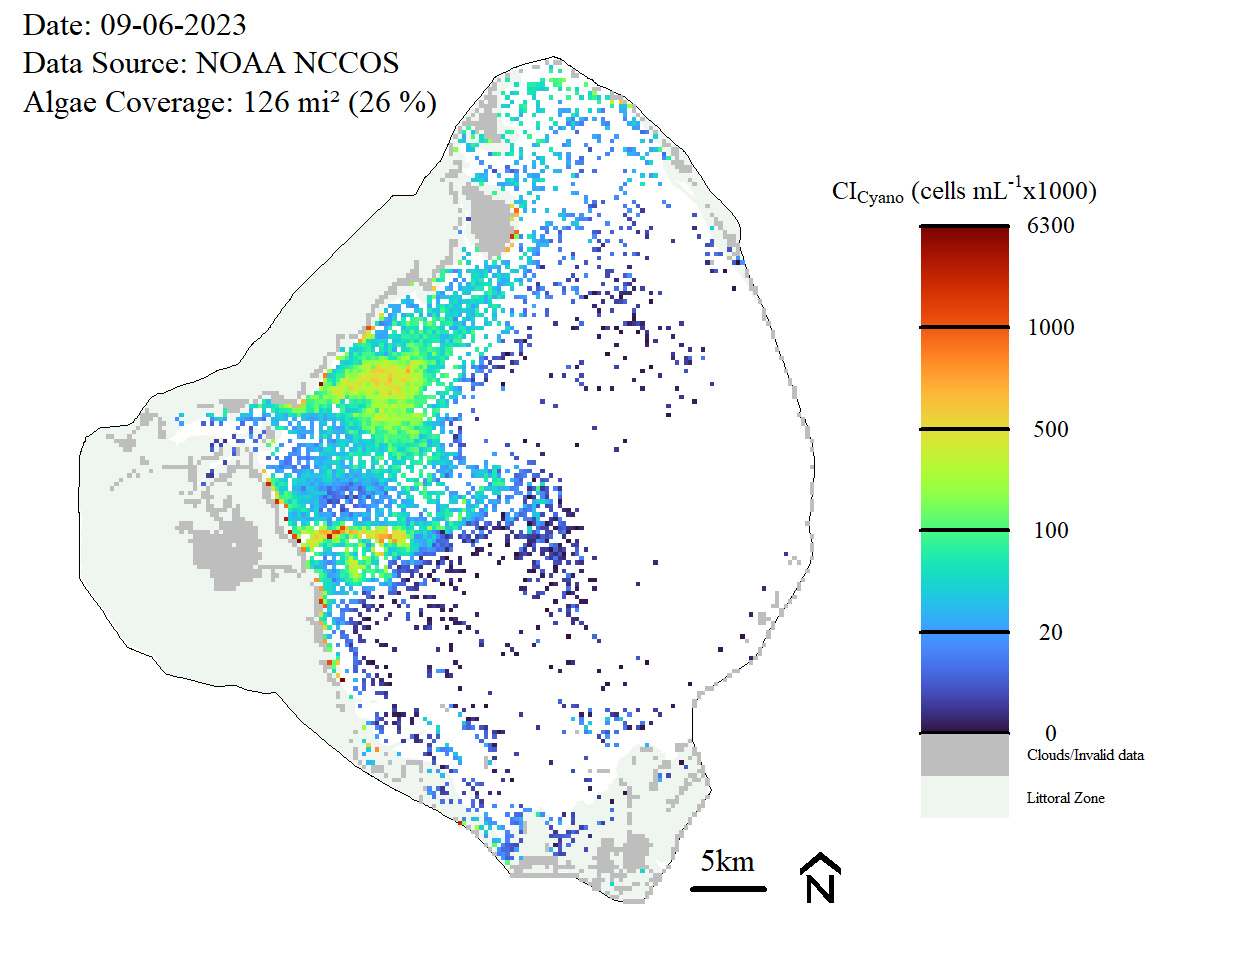 Date: 09-06-2023
Data Source: NOAA NCCOS
Algae Coverage: 126 mi² (26 %)
CI_Cyano (cells mL⁻¹x1000)
6300
1000
500
100
20
0
Clouds/Invalid data
Littoral Zone
5km
N